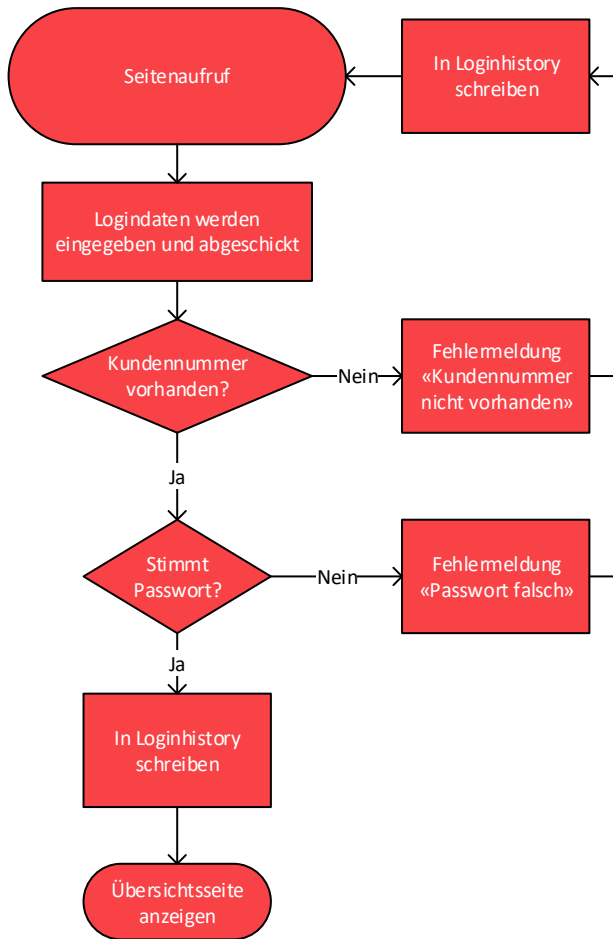 Seitenaufruf
In Loginhistory
schreiben
Logindaten werden
eingegeben und abgeschickt
Kundennummer
vorhanden?
Nein
Fehlermeldung
«Kundennummer
nicht vorhanden»
Ja
Stimmt
Passwort?
Nein
Fehlermeldung
«Passwort falsch»
Ja
In Loginhistory
schreiben
Übersichtsseite
anzeigen